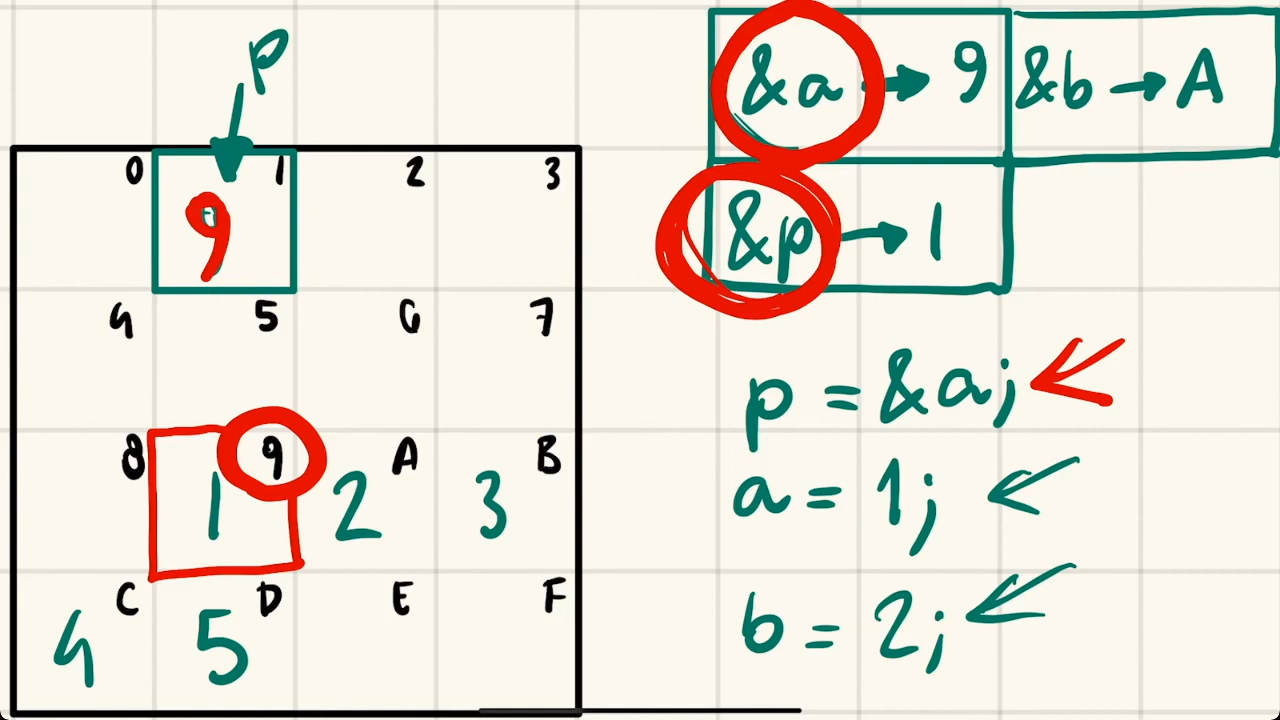 p
&a → 9 &b → A
0 1 2 3
9
&p → 1
4 5 6 7
p = &a;
8 9 A B
1 2 3
a = 1;
C D E F
4 5
b = 2;